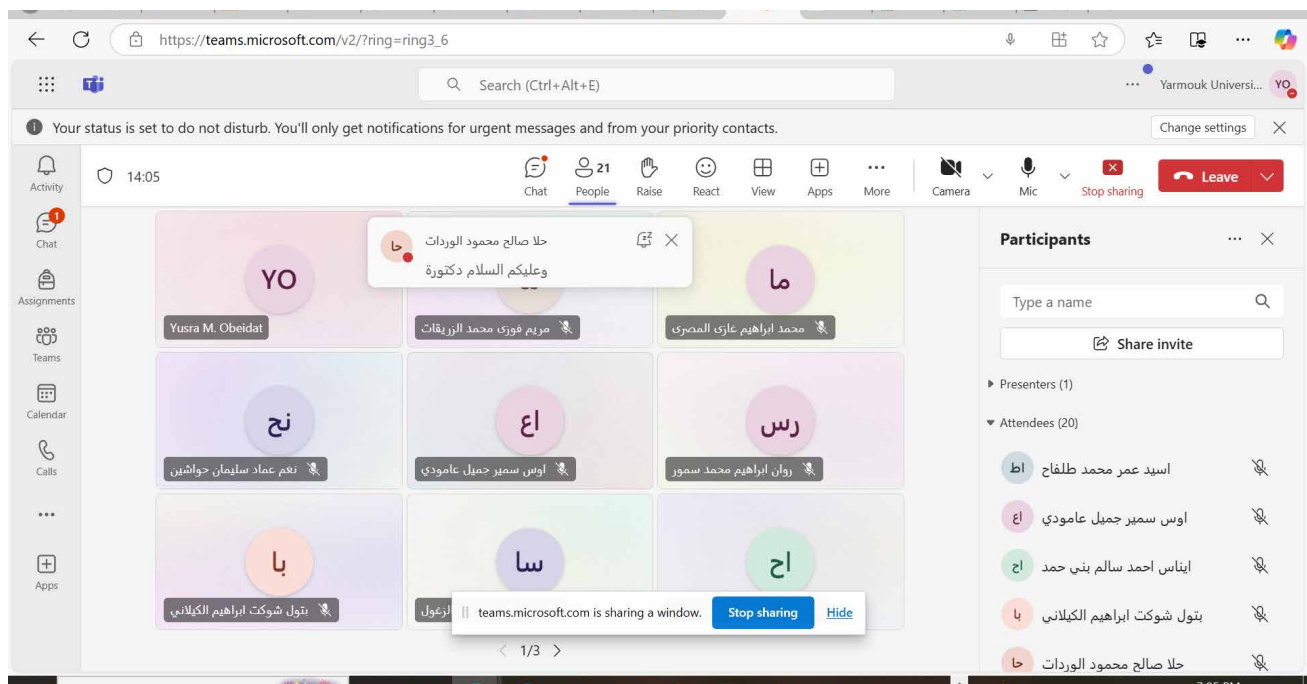 https://teams.microsoft.com/v2/?ring=ring3_6
Search (Ctrl+Alt+E)
Yarmouk Universi...
YO
Your status is set to do not disturb. You'll only get notifications for urgent messages and from your priority contacts.
Change settings
Activity
Chat
1
Assignments
Teams
Calendar
Calls
Apps
14:05
Chat
21
People
Raise
React
View
Apps
More
Camera
Mic
Stop sharing
Leave
حا
حلا صالح محمود الوردات
وعليكم السلام دكتورة
YO
Yusra M. Obeidat
مريم فوزى محمد الزريقات
ما
محمد ابراهيم غازى المصرى
نح
نغم عماد سليمان حواشين
اع
اوس سمير جميل عامودي
رس
روان ابراهيم محمد سمور
با
بتول شوكت ابراهيم الكيلاني
سا
الزغول
اح
teams.microsoft.com is sharing a window.
Stop sharing
Hide
1/3
Participants
Type a name
Share invite
Presenters (1)
Attendees (20)
اط
اسيد عمر محمد طلفاح
اع
اوس سمير جميل عامودي
اح
ايناس احمد سالم بني حمد
با
بتول شوكت ابراهيم الكيلاني
حا
حلا صالح محمود الوردات